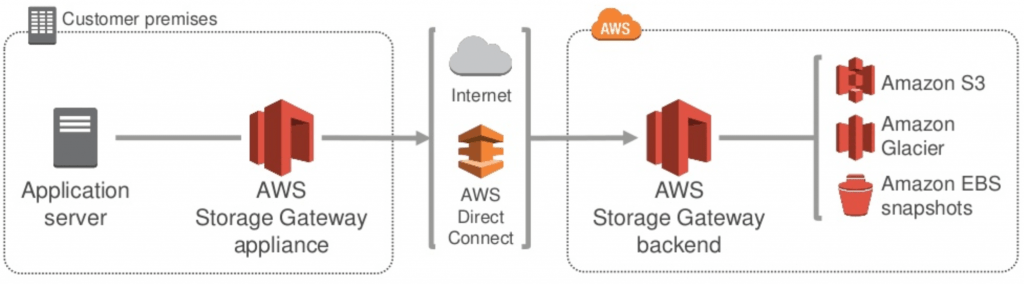 Customer premises
AWS
Application
server
AWS
Storage Gateway
appliance
Internet
AWS
Direct
Connect
AWS
Storage Gateway
backend
Amazon S3
Amazon
Glacier
Amazon EBS
snapshots